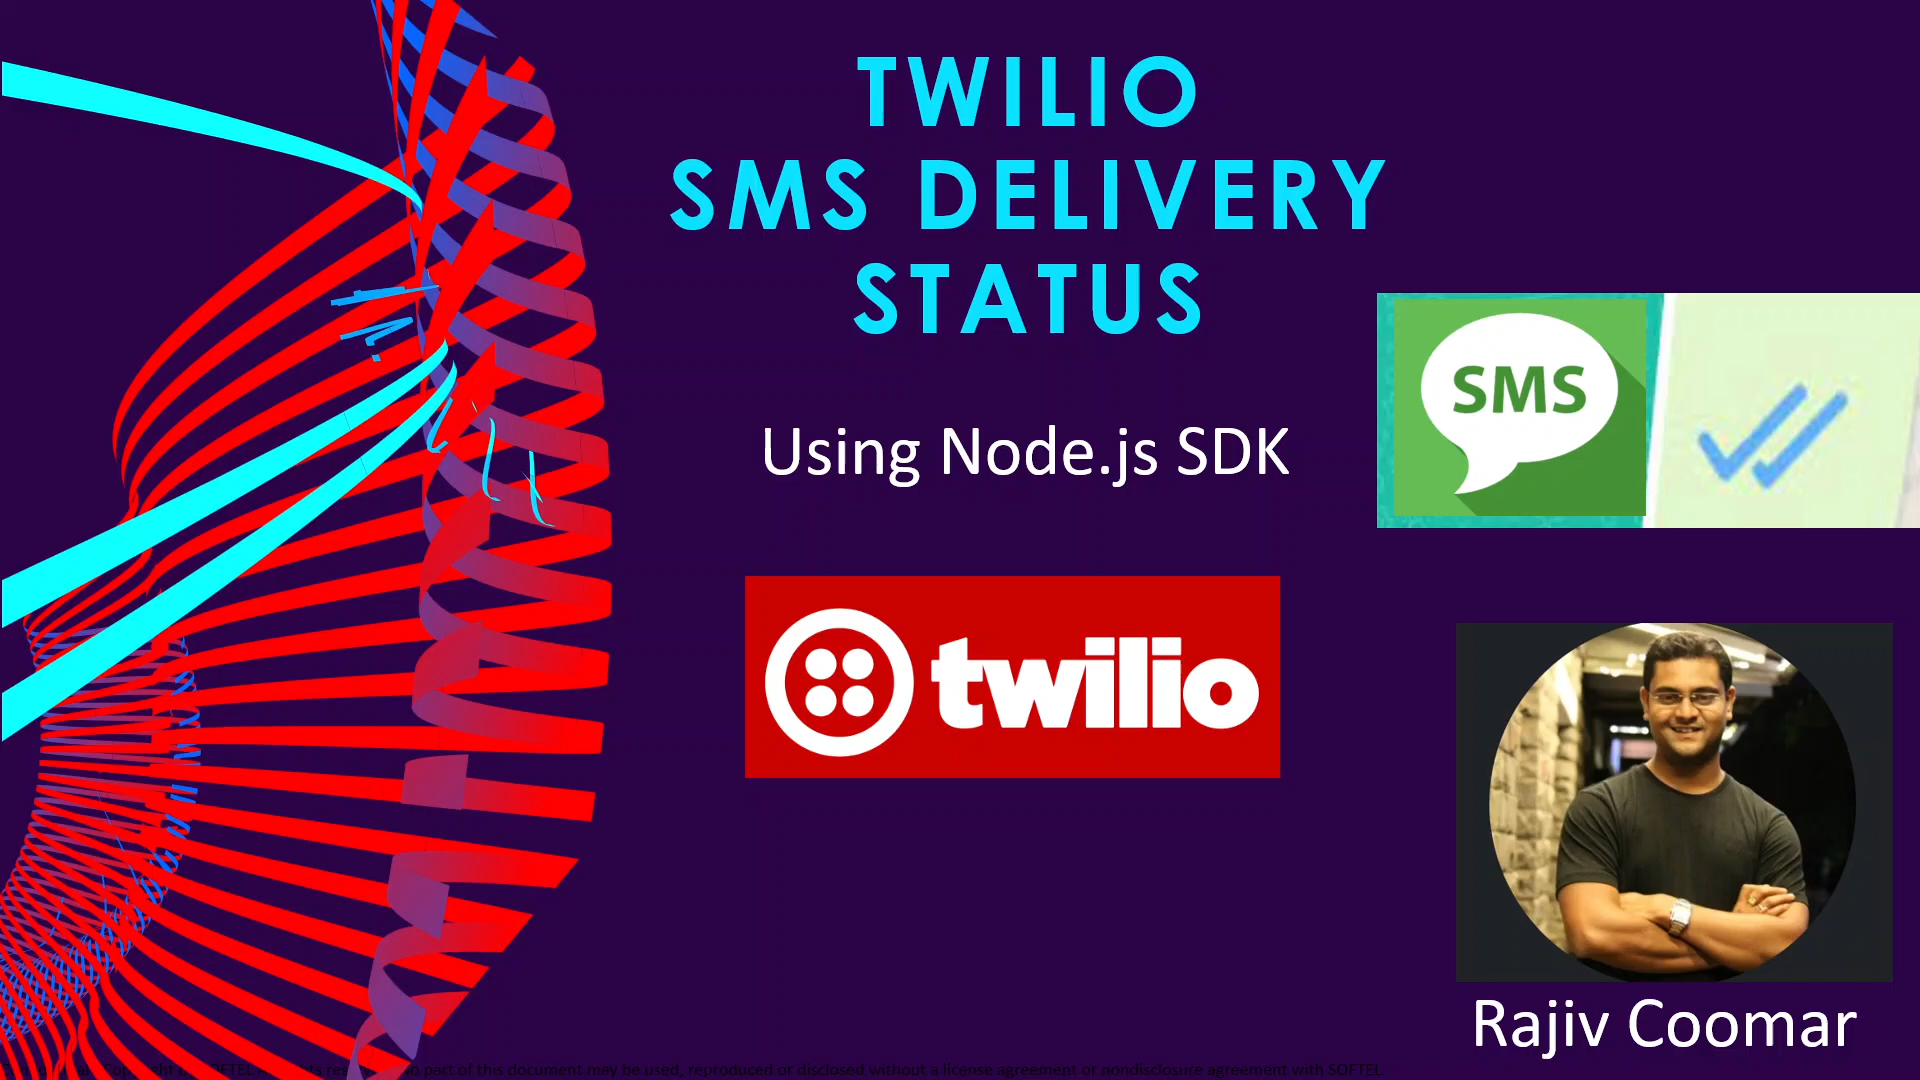 TWILIO
SMS DELIVERY
STATUS
Using Node.js SDK
SMS
twilio
Rajiv Coomar
part of this document may be used, reproduced or disclosed without a license agreement or nondisclosure agreement with SOFTEL